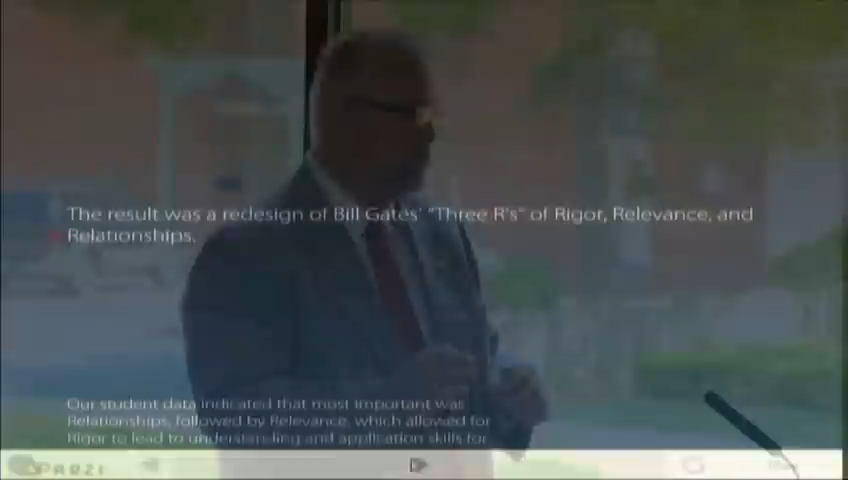 The result was a redesign of Bill Gates' "Three R's" of Rigor, Relevance, and
Relationships.
Our student data indicated that most important was
Relationships, followed by Relevance, which allowed for
Rigor to lead to understanding and application skills for
PREZI